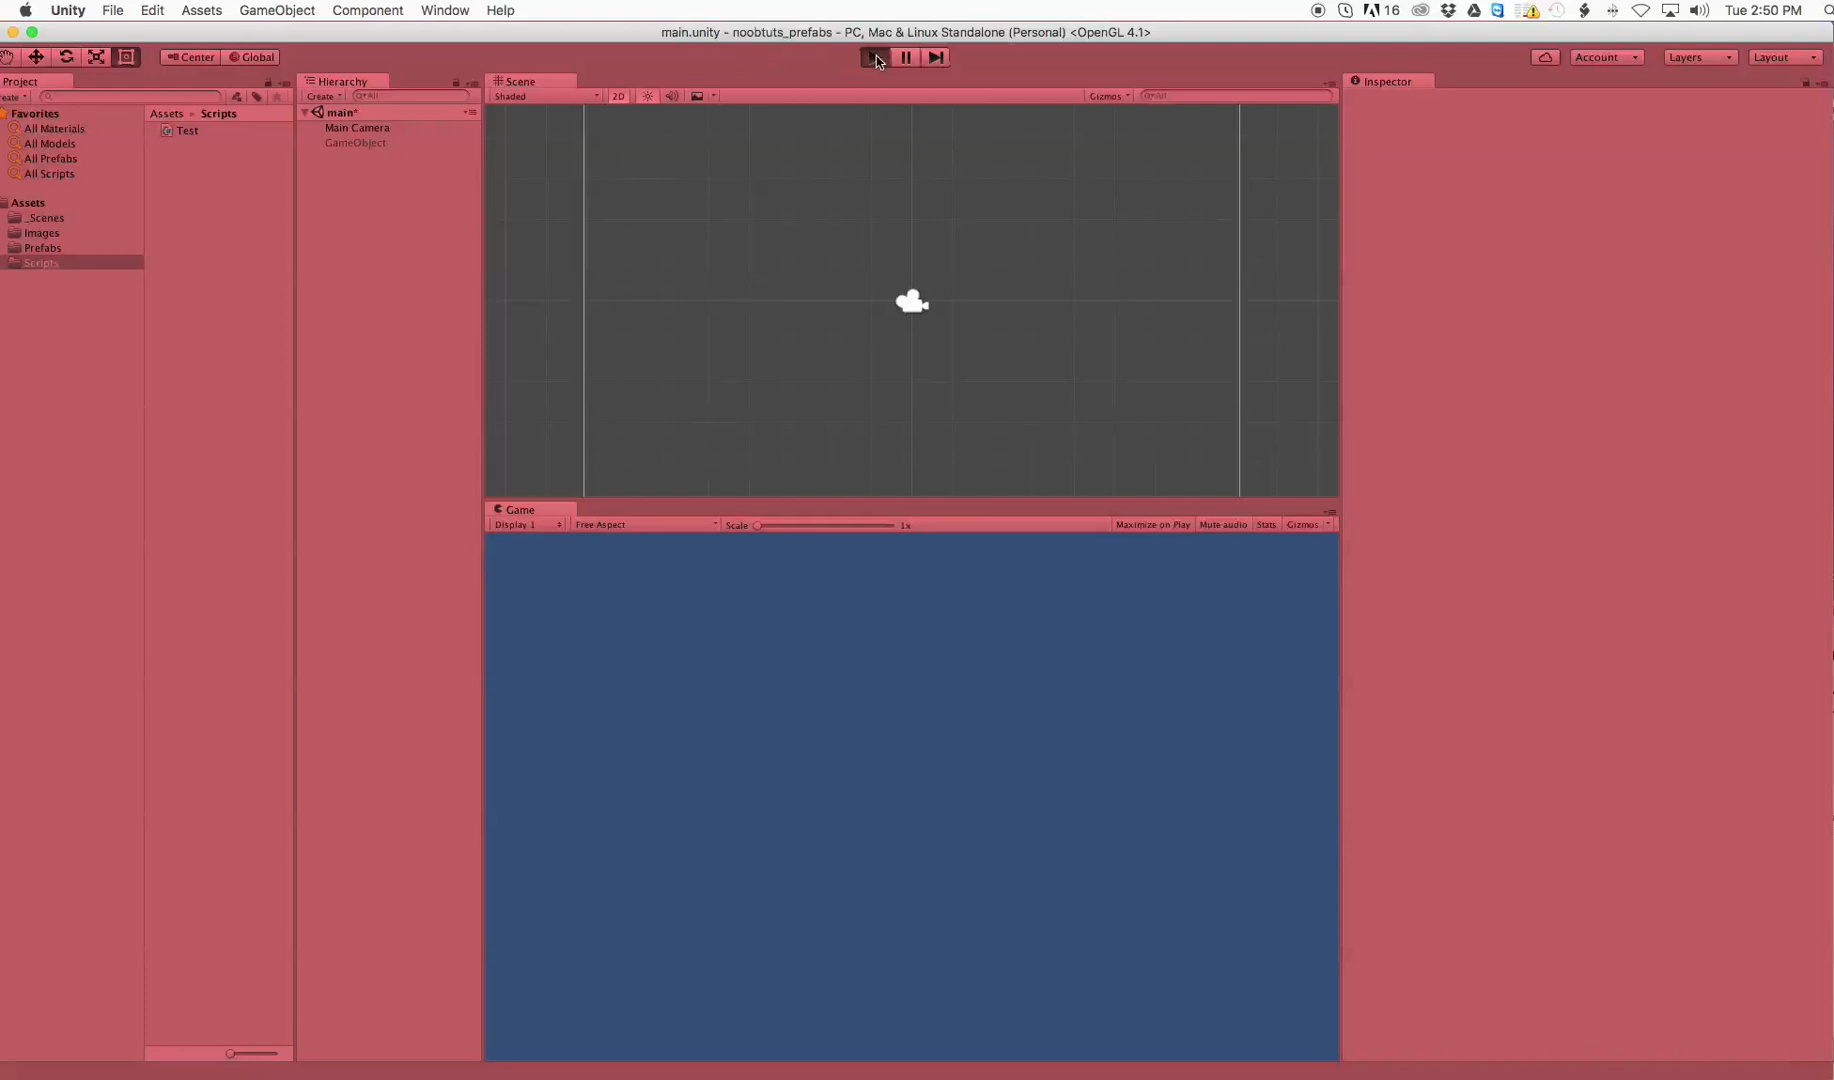 Unity File Edit Assets GameObject Component Window Help 16 Tue 2:50 PM
main.unity - noobtuts_prefabs - PC, Mac & Linux Standalone (Personal) <OpenGL 4.1>
Center Global Account Layers Layout
Project Hierarchy Scene Inspector
eate Create All Shaded 2D Gizmos All
Favorites
All Materials
All Models
All Prefabs
All Scripts
Assets
_Scenes
Images
Prefabs
Scripts
Assets Scripts
Test
main*
Main Camera
GameObject
Game
Display 1 Free Aspect Scale 1x Maximize on Play Mute audio Stats Gizmos